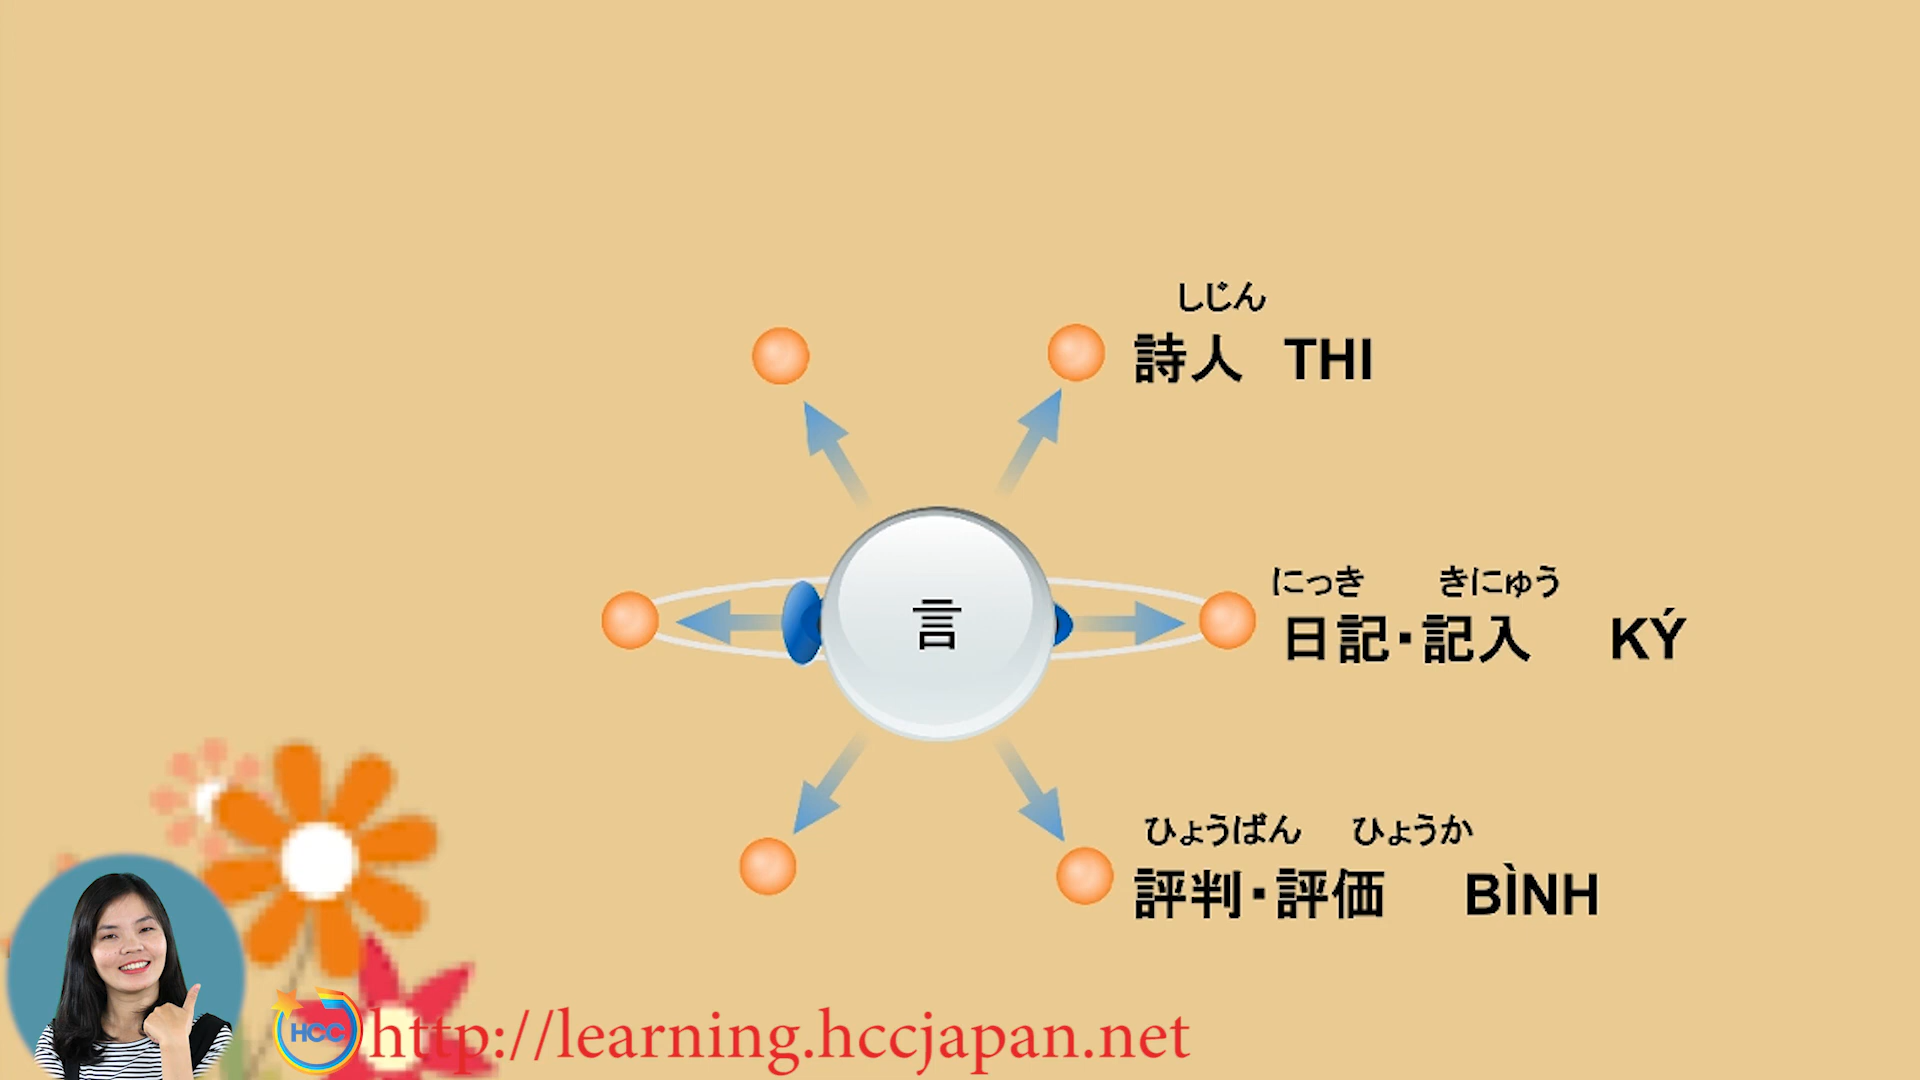 しじん
詩人 THI
言
にっき きにゅう
日記・記入 KÝ
ひょうばん ひょうか
評判・評価 BÌNH
HCC
http://learning.hccjapan.net